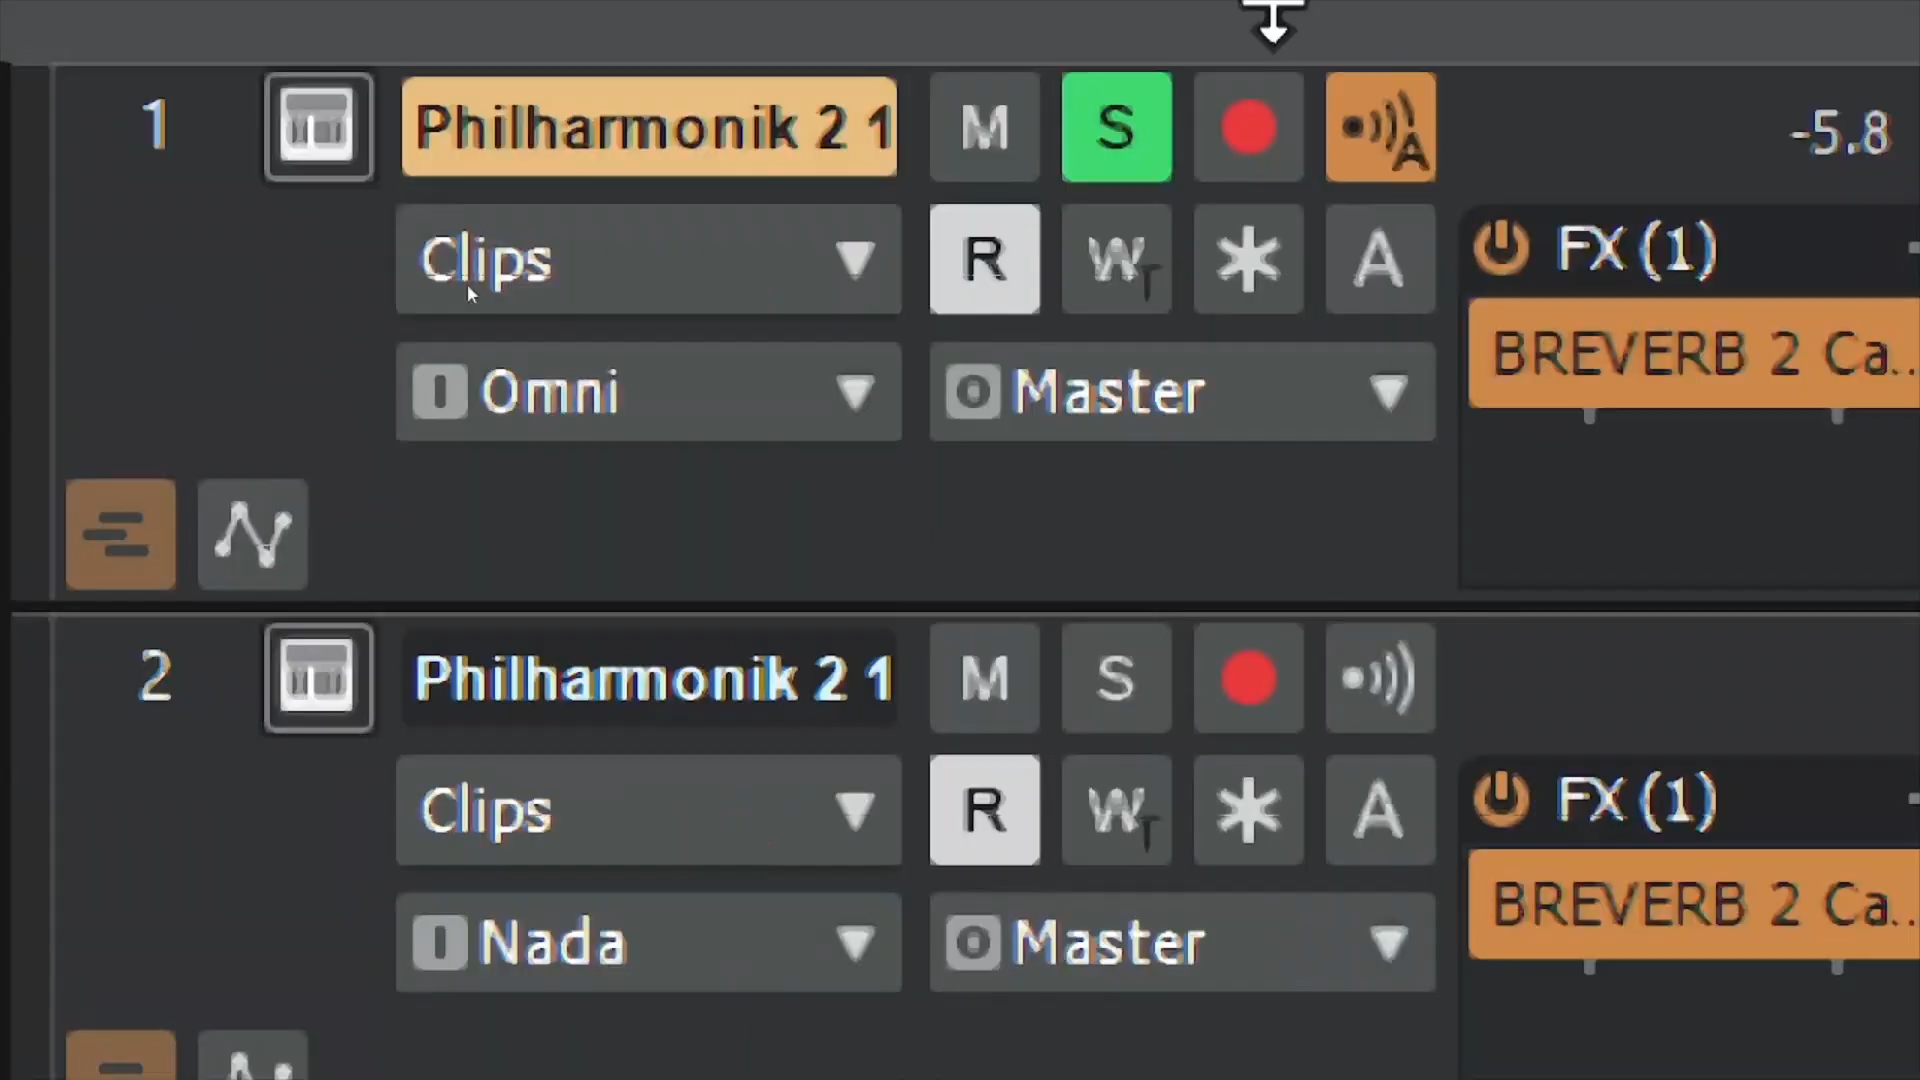 1 Philharmonik 2 1 M S A -5.8
Clips R W T * A FX (1)
BREVERB 2 Ca..
I Omni O Master
2 Philharmonik 2 1 M S
Clips R W T * A FX (1)
BREVERB 2 Ca..
I Nada O Master